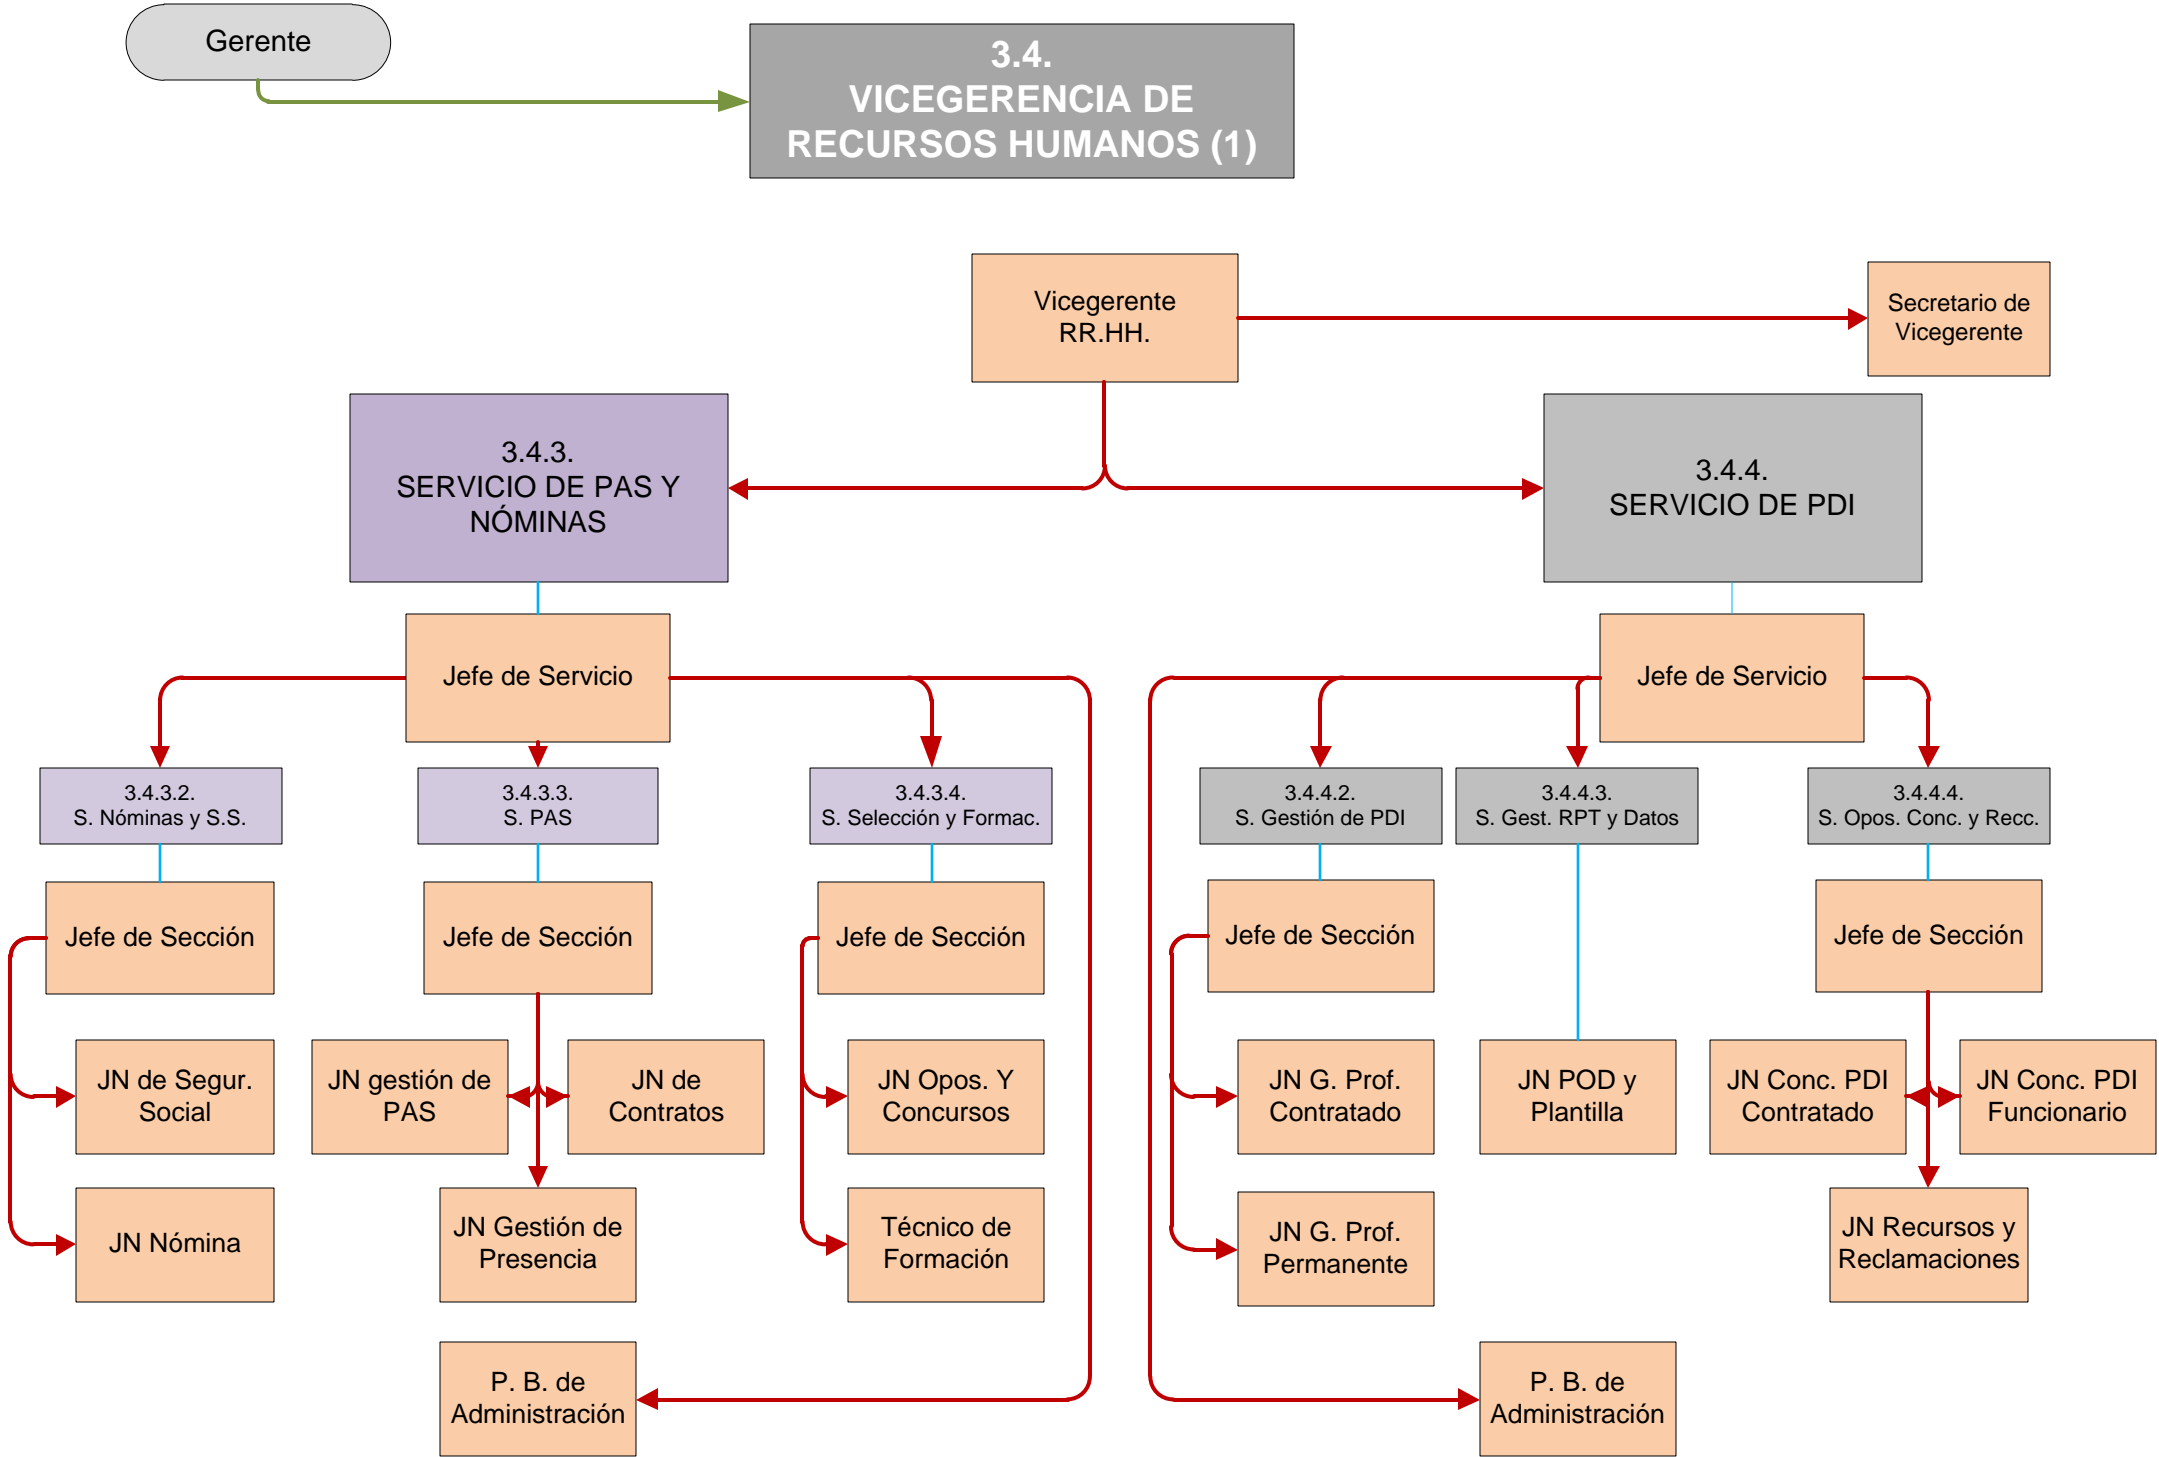 Gerente
3.4.
VICEGERENCIA DE
RECURSOS HUMANOS (1)
Vicegerente
RR.HH.
Secretario de
Vicegerente
3.4.3.
SERVICIO DE PAS Y
NÓMINAS
3.4.4.
SERVICIO DE PDI
Jefe de Servicio
Jefe de Servicio
3.4.3.2.
S. Nóminas y S.S.
3.4.3.3.
S. PAS
3.4.3.4.
S. Selección y Formac.
3.4.4.2.
S. Gestión de PDI
3.4.4.3.
S. Gest. RPT y Datos
3.4.4.4.
S. Opos. Conc. y Recc.
Jefe de Sección
Jefe de Sección
Jefe de Sección
Jefe de Sección
Jefe de Sección
JN de Segur.
Social
JN gestión de
PAS
JN de
Contratos
JN Opos. Y
Concursos
JN G. Prof.
Contratado
JN POD y
Plantilla
JN Conc. PDI
Contratado
JN Conc. PDI
Funcionario
JN Nómina
JN Gestión de
Presencia
Técnico de
Formación
JN G. Prof.
Permanente
JN Recursos y
Reclamaciones
P. B. de
Administración
P. B. de
Administración